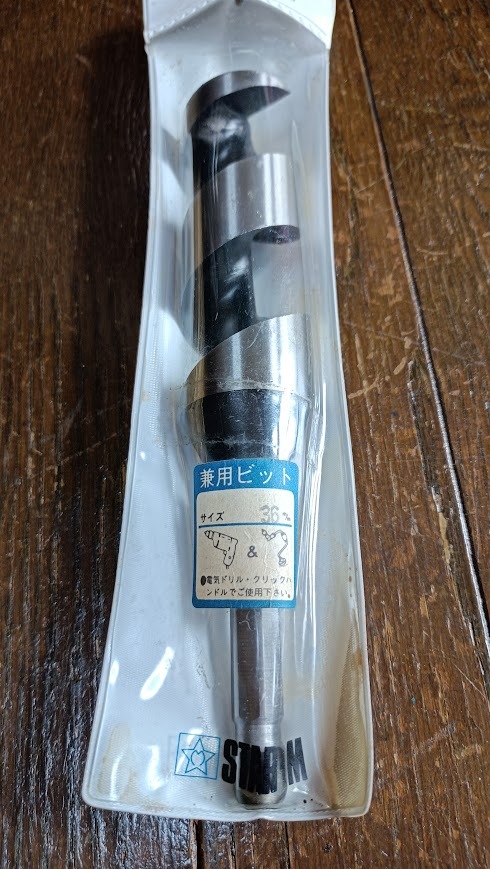 兼用ビット
サイズ 36 m/m
&
●電気ドリル・クリックハ
ンドルでご使用下さい。
STAR-M